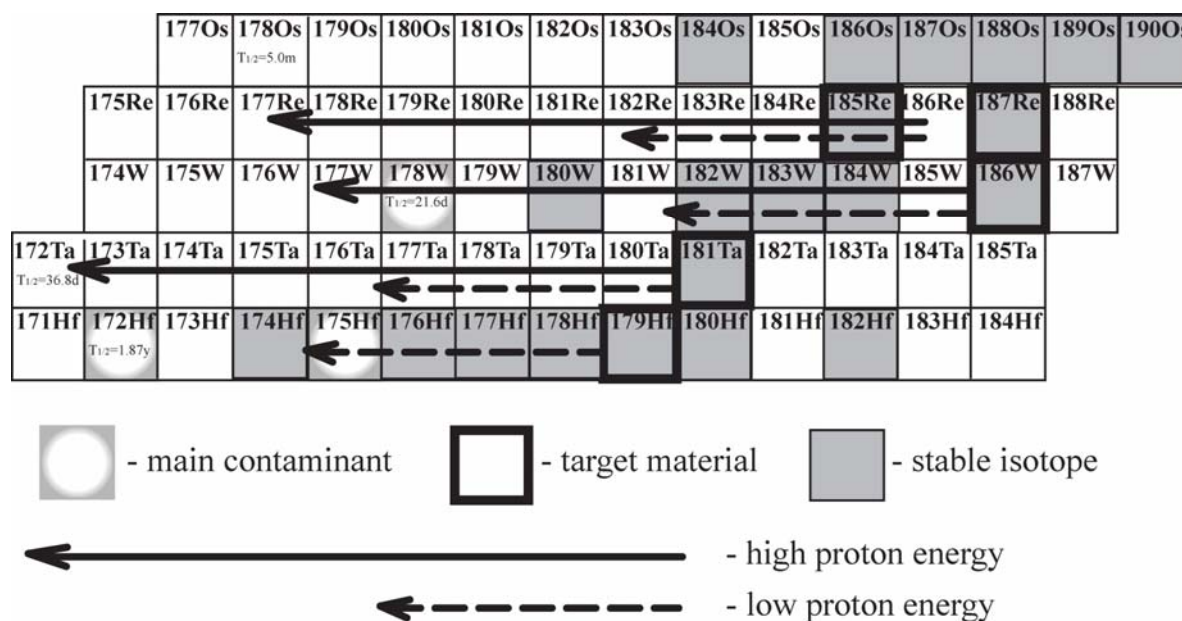 177Os 178Os 179Os 180Os 181Os 182Os 183Os 184Os 185Os 186Os 187Os 188Os 189Os 190Os
T1/2=5.0m
175Re 176Re 177Re 178Re 179Re 180Re 181Re 182Re 183Re 184Re 185Re 186Re 187Re 188Re
174W 175W 176W 177W 178W 179W 180W 181W 182W 183W 184W 185W 186W 187W
T1/2=21.6d
172Ta 173Ta 174Ta 175Ta 176Ta 177Ta 178Ta 179Ta 180Ta 181Ta 182Ta 183Ta 184Ta 185Ta
T1/2=36.8d
171Hf 172Hf 173Hf 174Hf 175Hf 176Hf 177Hf 178Hf 179Hf 180Hf 181Hf 182Hf 183Hf 184Hf
T1/2=1.87y
- main contaminant
- target material
- stable isotope
- high proton energy
- low proton energy